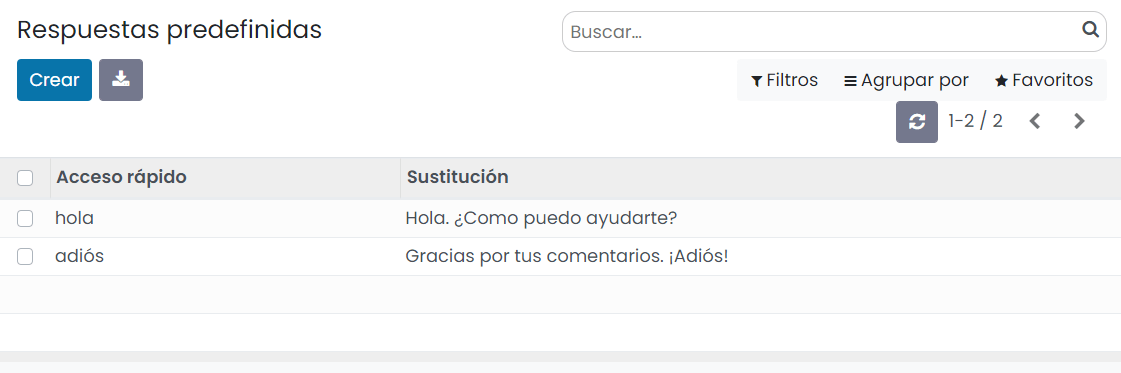 Respuestas predefinidas
Buscar...
Crear
Filtros Agrupar por Favoritos
1-2 / 2
Acceso rápido Sustitución
hola Hola. ¿Como puedo ayudarte?
adiós Gracias por tus comentarios. ¡Adiós!